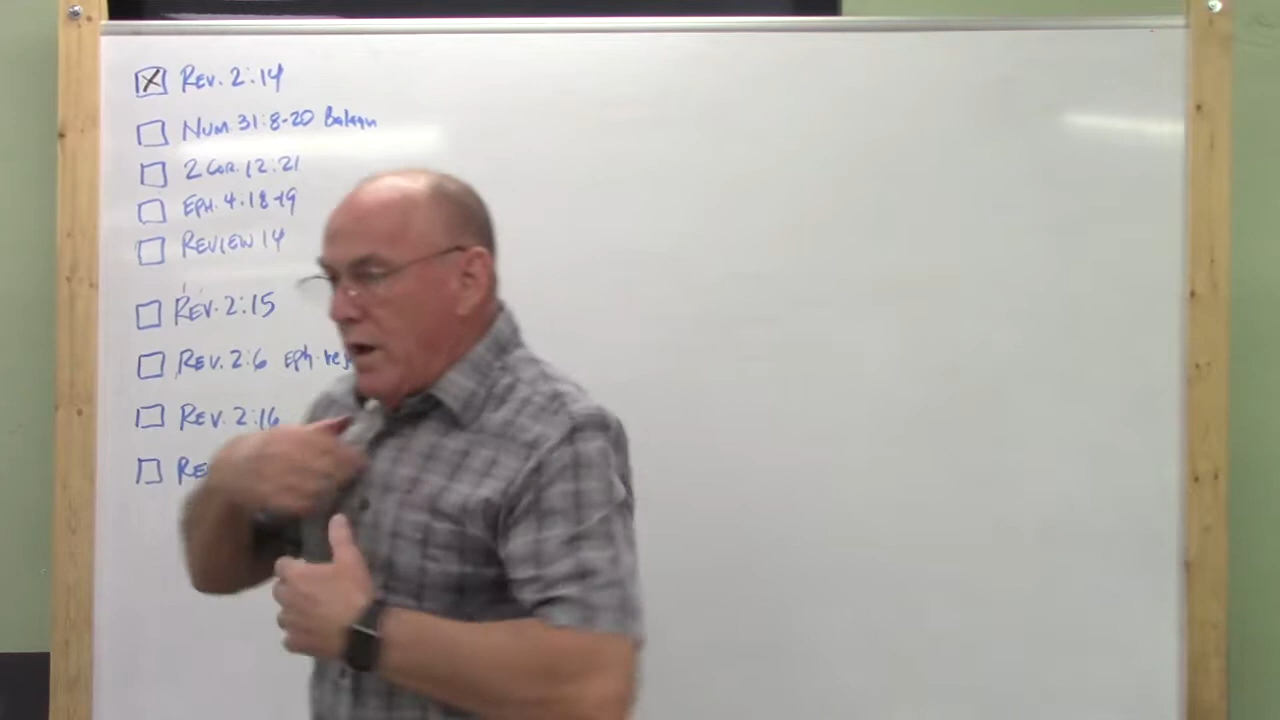 Rev. 2:14
Num. 31:8-20 Balaam
2 Cor. 12:21
Eph. 4:18-19
Review 14
Rev. 2:15
Rev. 2:6 Eph.
Rev. 2:16